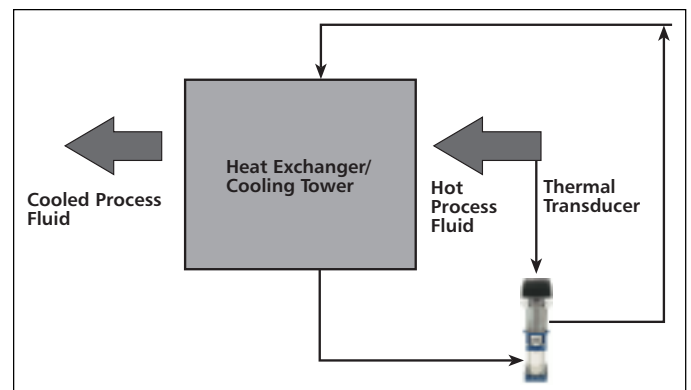 Heat Exchanger/
Cooling Tower
Cooled Process
Fluid
Hot
Process
Fluid
Thermal
Transducer